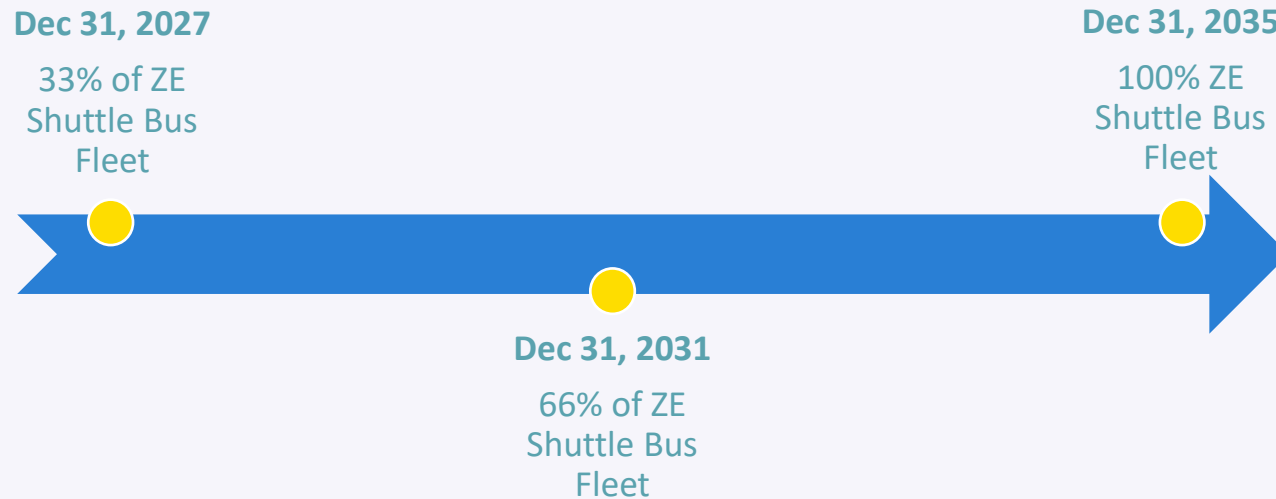 Dec 31, 2027
33% of ZE
Shuttle Bus
Fleet
Dec 31, 2031
66% of ZE
Shuttle Bus
Fleet
Dec 31, 2035
100% ZE
Shuttle Bus
Fleet